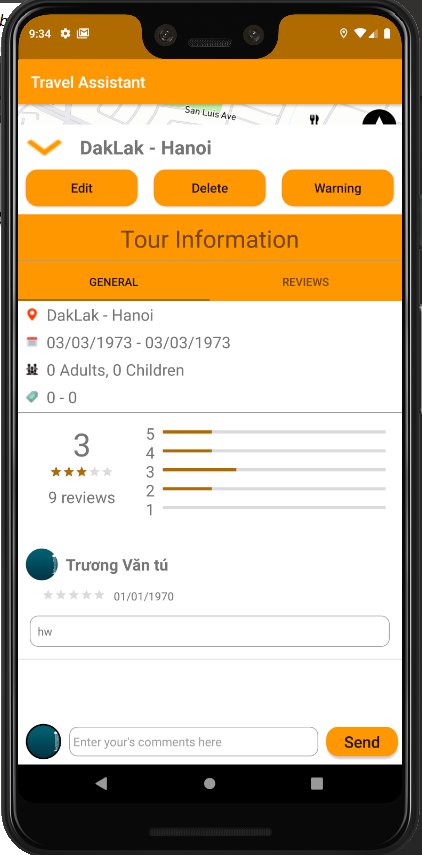 9:34
Travel Assistant
San Luis Ave
DakLak - Hanoi
Edit Delete Warning
Tour Information
GENERAL REVIEWS
DakLak - Hanoi
03/03/1973 - 03/03/1973
0 Adults, 0 Children
0 - 0
3
9 reviews
5
4
3
2
1
Trương Văn tú
01/01/1970
hw
Enter your's comments here
Send